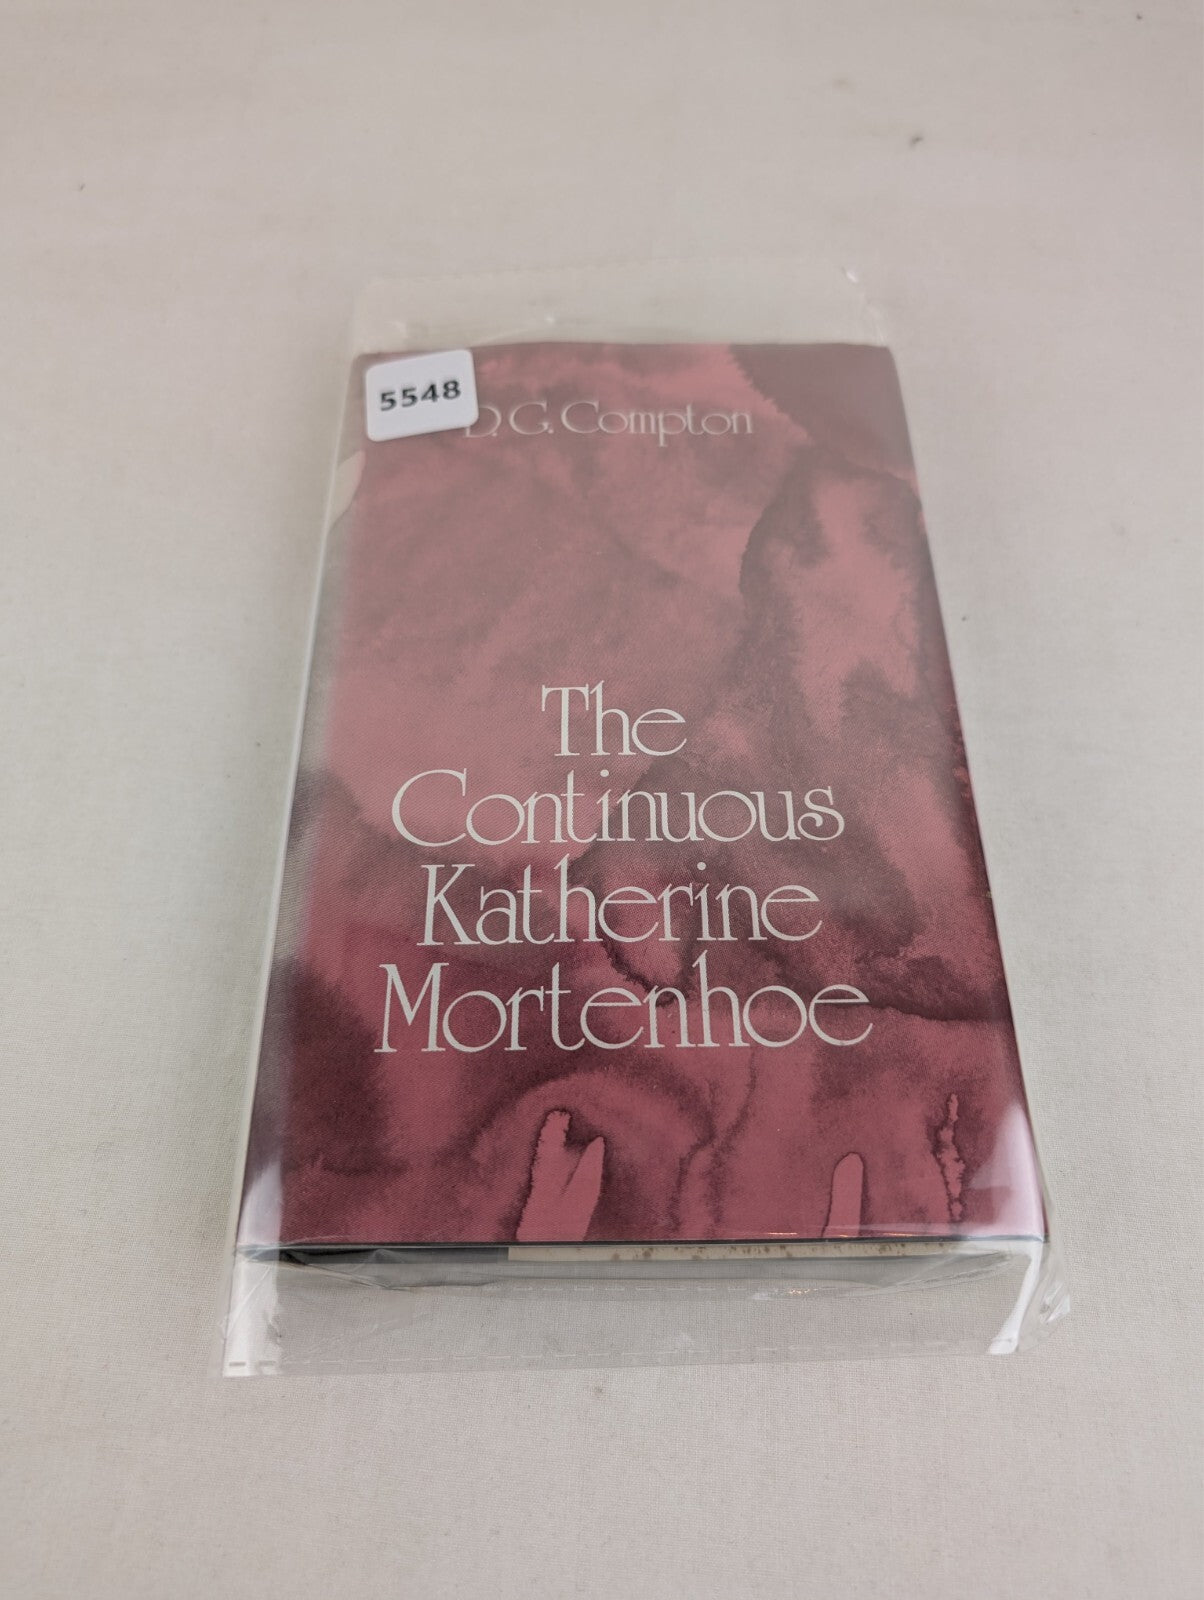 5548
D. G. Compton
The
Continuous
Katherine
Mortenhoe